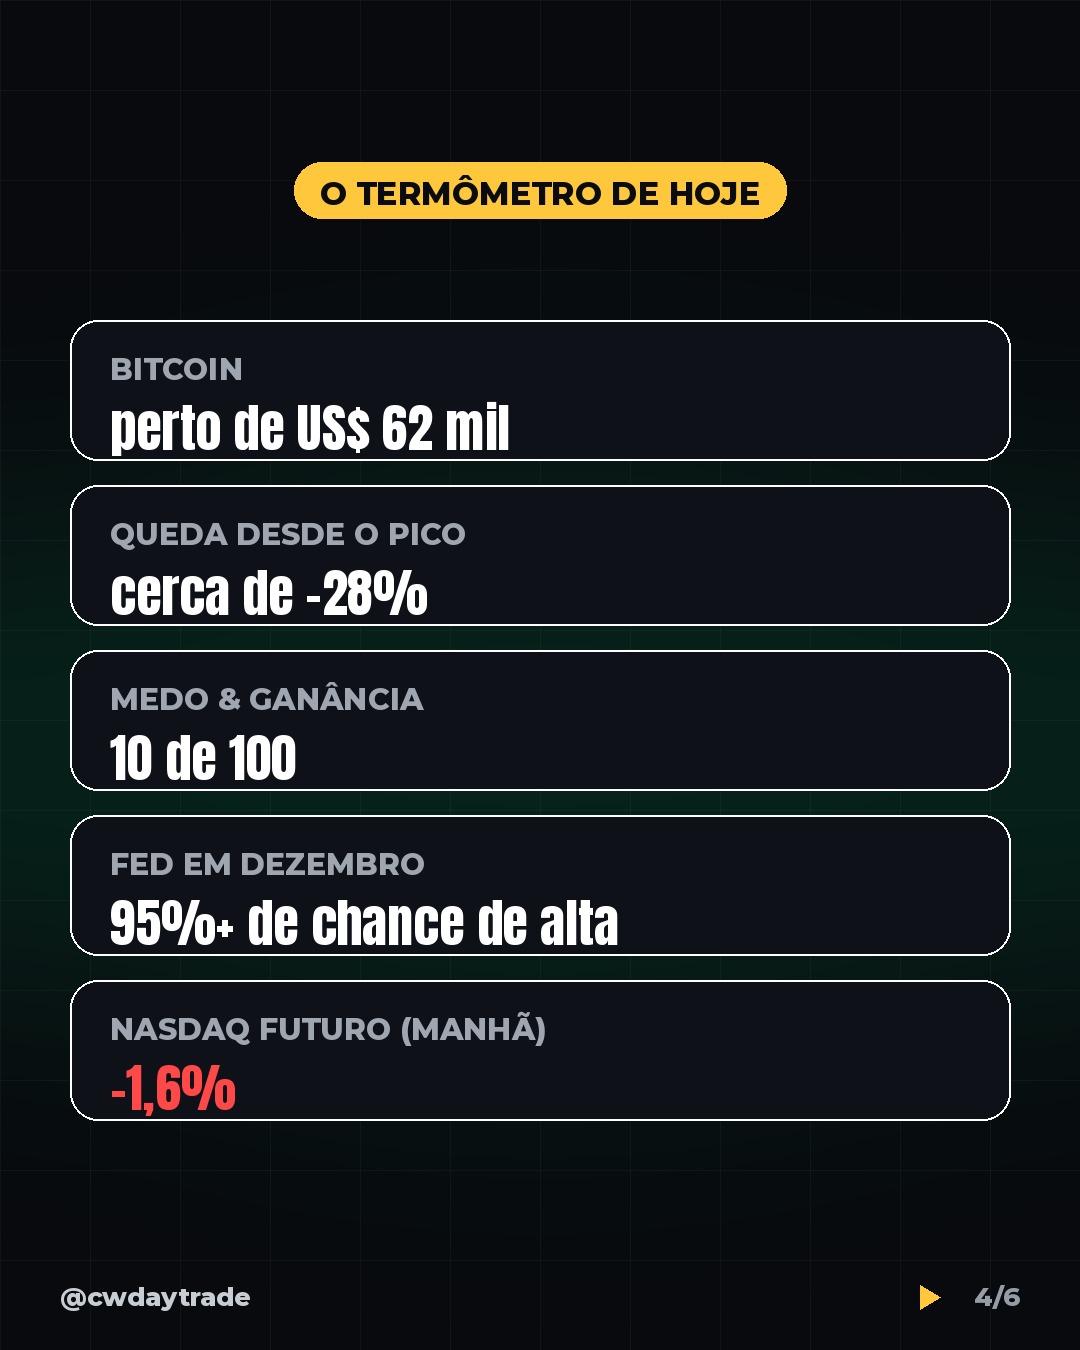 O TERMÔMETRO DE HOJE
BITCOIN
perto de US$ 62 mil
QUEDA DESDE O PICO
cerca de -28%
MEDO & GANÂNCIA
10 de 100
FED EM DEZEMBRO
95%+ de chance de alta
NASDAQ FUTURO (MANHÃ)
-1,6%
@cwdaytrade
4/6